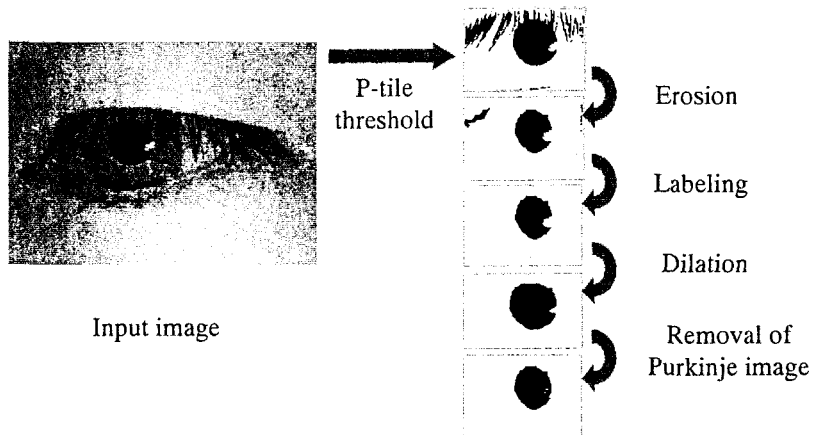 P-tile
threshold
Erosion
Labeling
Dilation
Removal of
Purkinje image
Input image